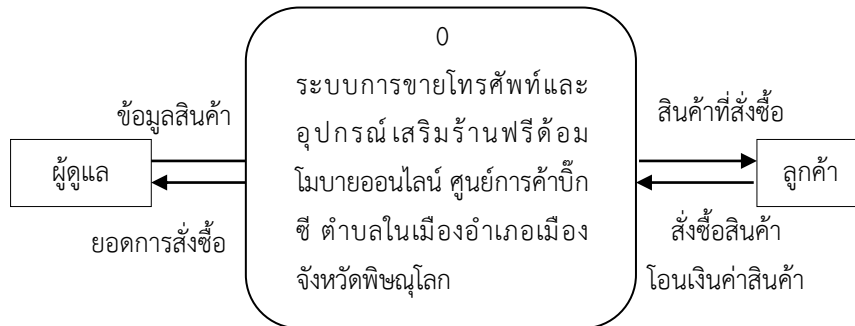 0
ระบบการขายโทรศัพท์และ
อุปกรณ์เสริมร้านฟรีด้อม
โมบายออนไลน์ ศูนย์การค้าบิ๊ก
ซี ตำบลในเมืองอำเภอเมือง
จังหวัดพิษณุโลก
ข้อมูลสินค้า
ผู้ดูแล
ยอดการสั่งซื้อ
สินค้าที่สั่งซื้อ
ลูกค้า
สั่งซื้อสินค้า
โอนเงินค่าสินค้า